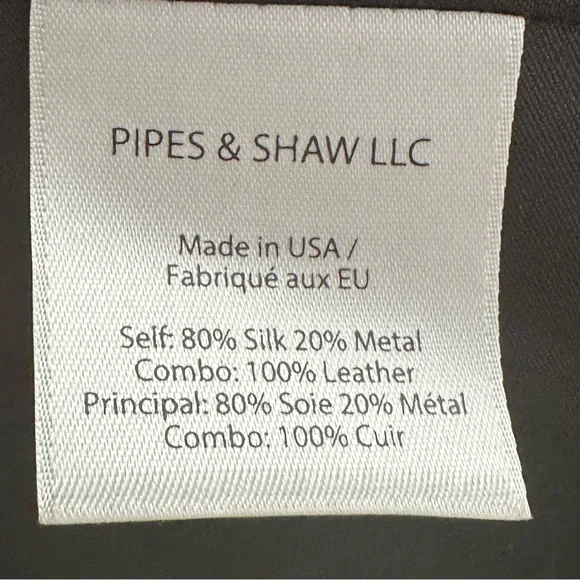 PIPES & SHAW LLC
Made in USA /
Fabriqué aux EU
Self: 80% Silk 20% Metal
Combo: 100% Leather
Principal: 80% Soie 20% Métal
Combo: 100% Cuir